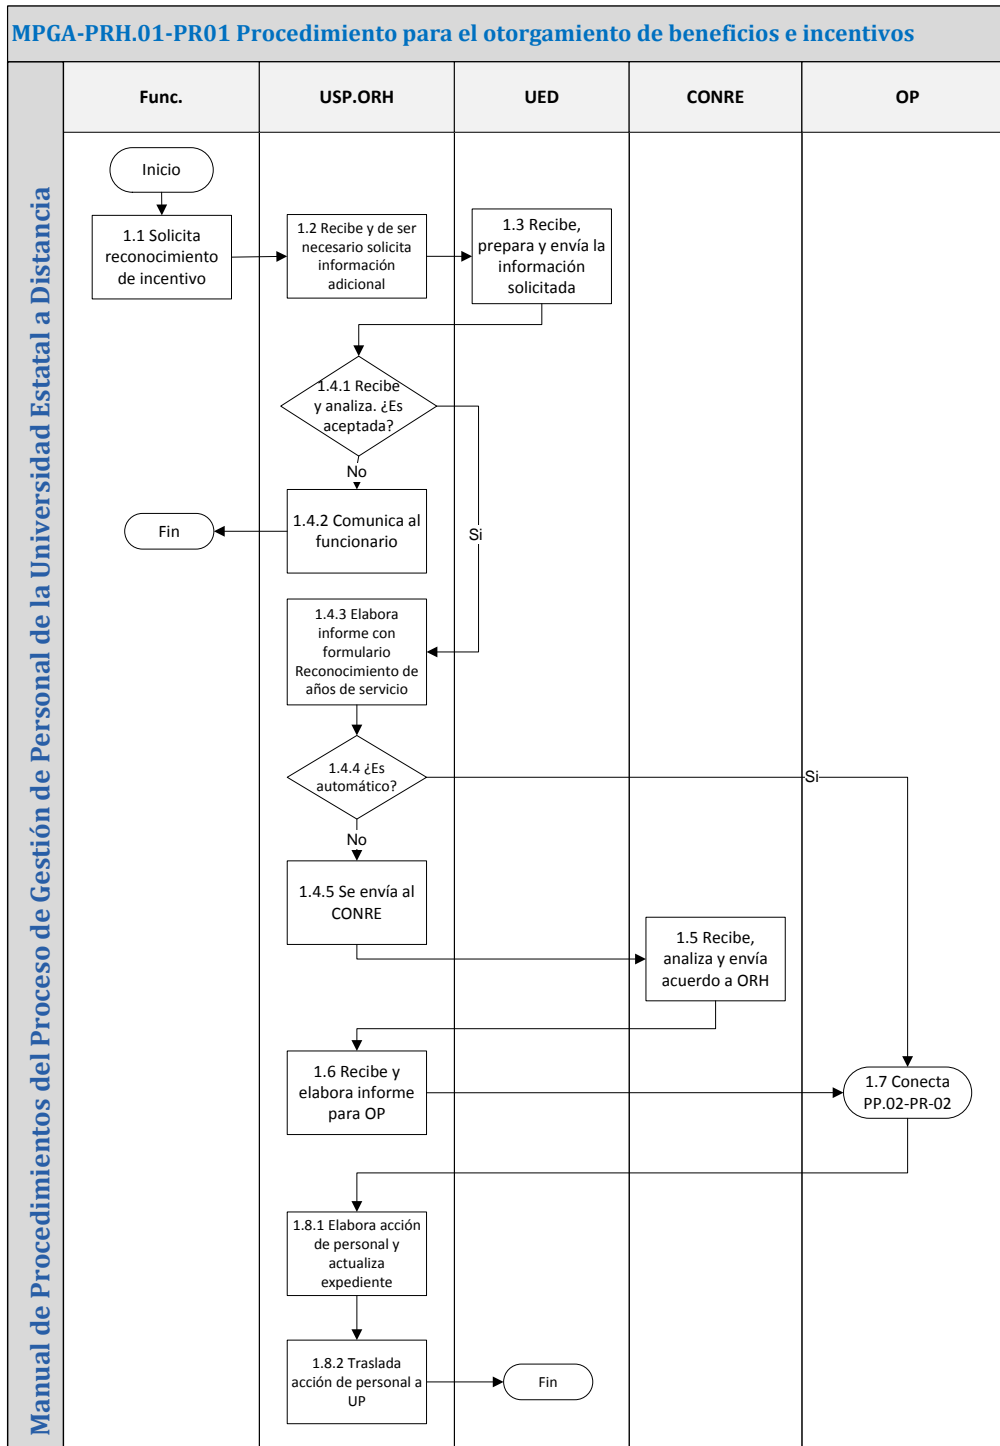 MPGA-PRH.01-PR01 Procedimiento para el otorgamiento de beneficios e incentivos
Manual de Procedimientos del Proceso de Gestión de Personal de la Universidad Estatal a Distancia
Func.
USP.ORH
UED
CONRE
OP
Inicio
1.1 Solicita
reconocimiento
de incentivo
1.2 Recibe y de ser
necesario solicita
información
adicional
1.3 Recibe,
prepara y envía la
información
solicitada
1.4.1 Recibe
y analiza. ¿Es
aceptada?
No
Si
1.4.2 Comunica al
funcionario
Fin
1.4.3 Elabora
informe con
formulario
Reconocimiento de
años de servicio
1.4.4 ¿Es
automático?
Si
No
1.4.5 Se envía al
CONRE
1.5 Recibe,
analiza y envía
acuerdo a ORH
1.6 Recibe y
elabora informe
para OP
1.7 Conecta
PP.02-PR-02
1.8.1 Elabora acción
de personal y
actualiza
expediente
1.8.2 Traslada
acción de personal a
UP
Fin